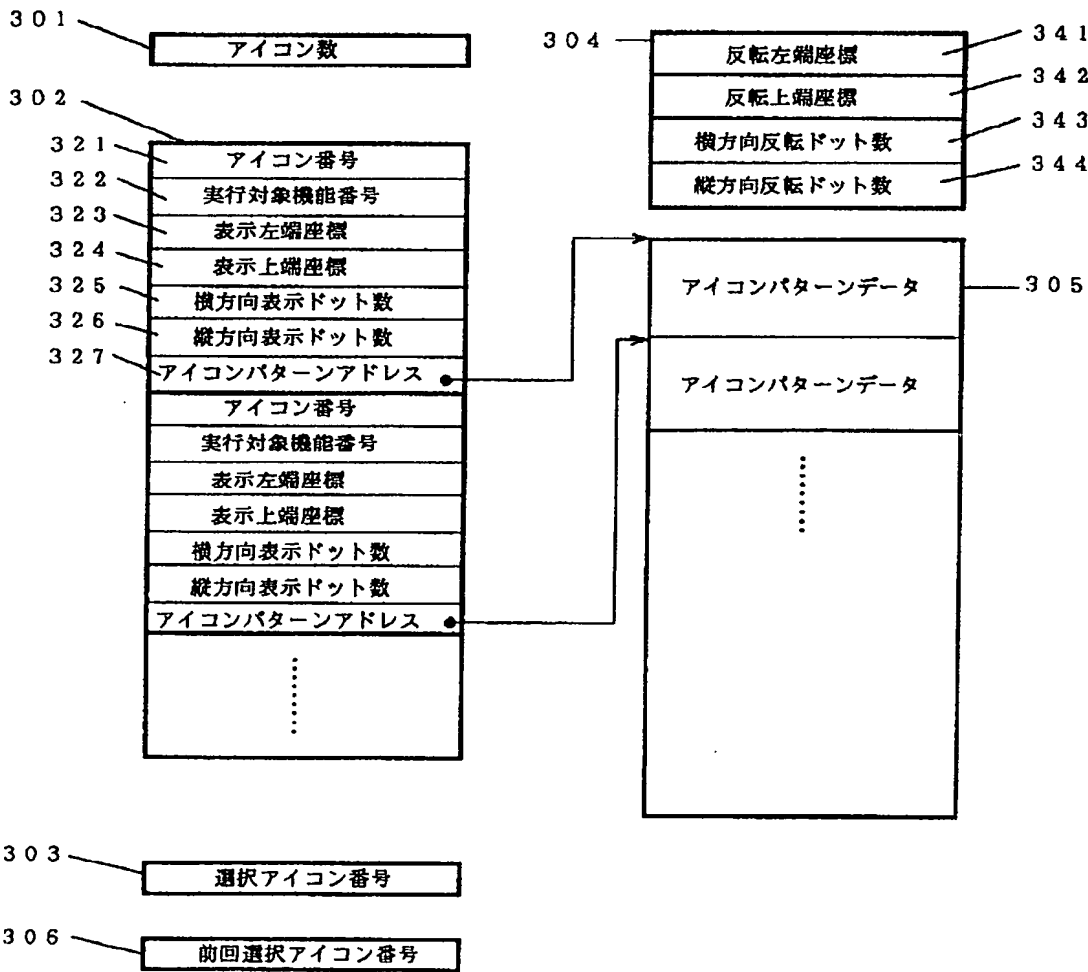 301
アイコン数
302
321
アイコン番号
322
実行対象機能番号
323
表示左端座標
324
表示上端座標
325
横方向表示ドット数
326
縦方向表示ドット数
327
アイコンパターンアドレス
アイコン番号
実行対象機能番号
表示左端座標
表示上端座標
横方向表示ドット数
縦方向表示ドット数
アイコンパターンアドレス
303
選択アイコン番号
306
前回選択アイコン番号
304
反転左端座標
341
反転上端座標
342
横方向反転ドット数
343
縦方向反転ドット数
344
アイコンパターンデータ
305
アイコンパターンデータ